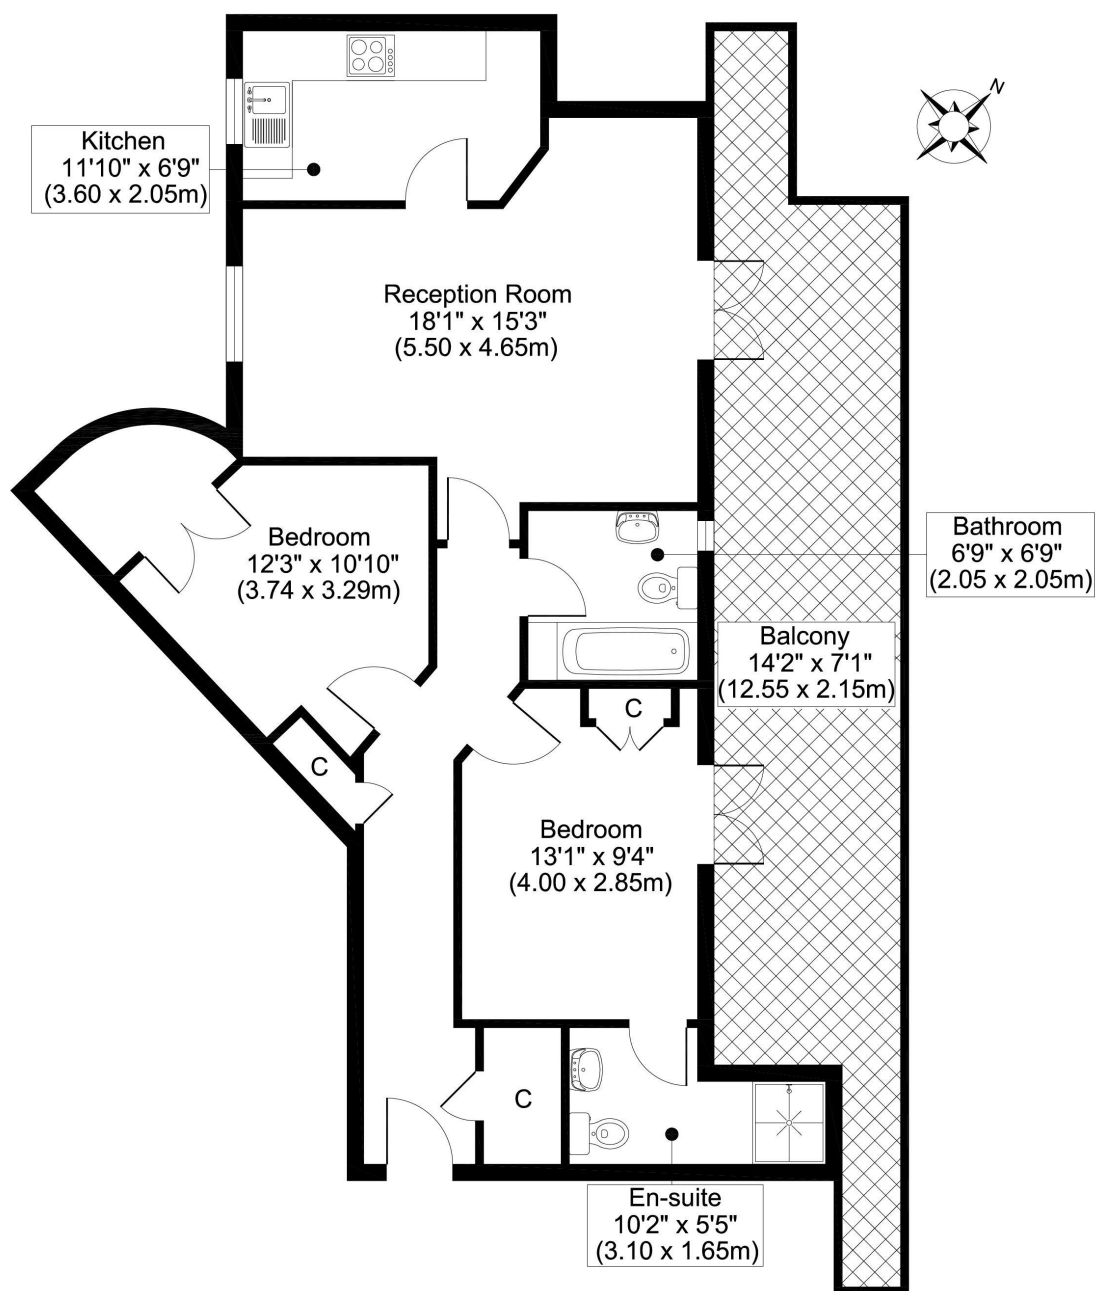 N
Kitchen
11'10" x 6'9"
(3.60 x 2.05m)
Reception Room
18'1" x 15'3"
(5.50 x 4.65m)
Bedroom
12'3" x 10'10"
(3.74 x 3.29m)
Bathroom
6'9" x 6'9"
(2.05 x 2.05m)
Balcony
14'2" x 7'1"
(12.55 x 2.15m)
C
C
Bedroom
13'1" x 9'4"
(4.00 x 2.85m)
C
En-suite
10'2" x 5'5"
(3.10 x 1.65m)